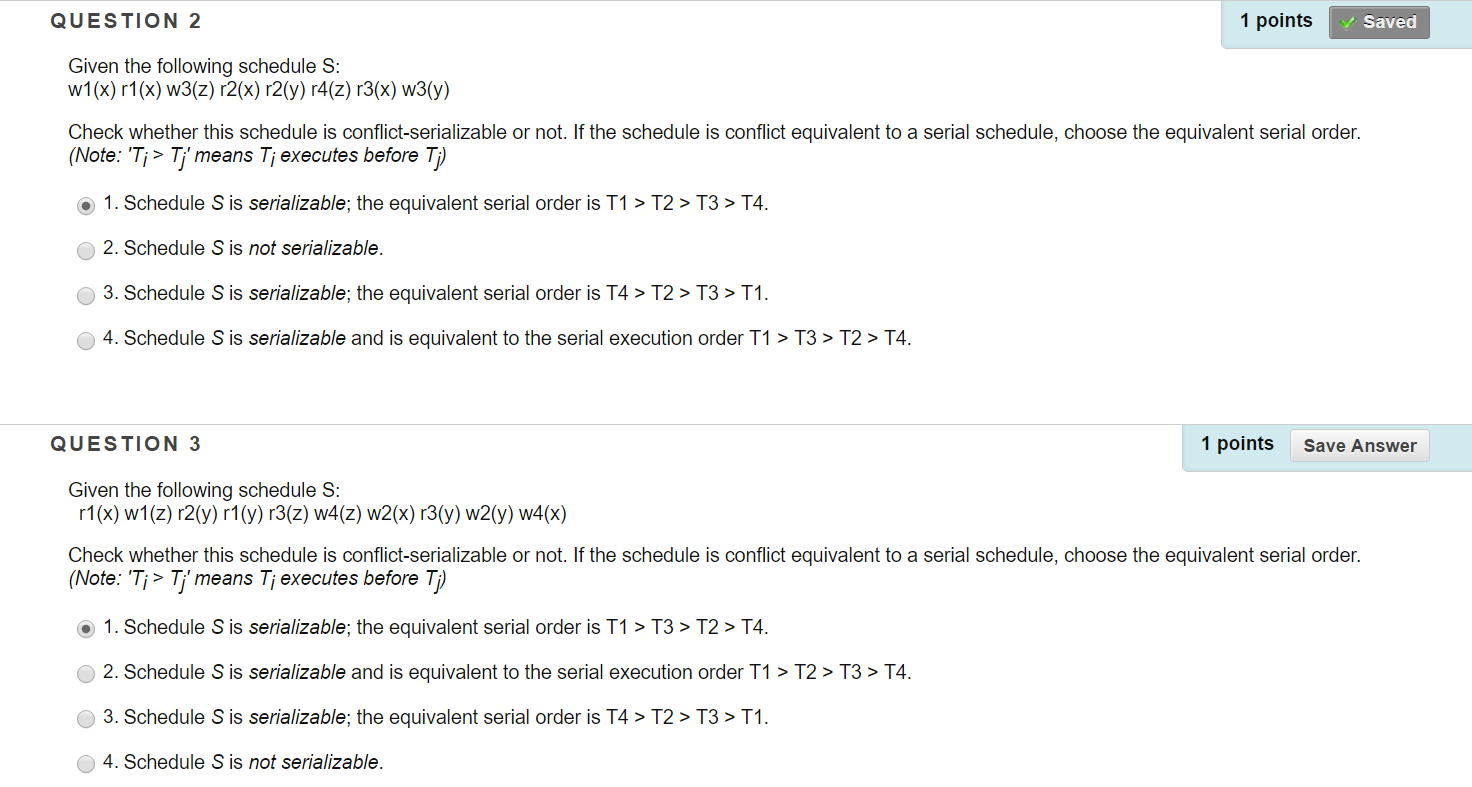 QUESTION 2
1 points
Saved
Given the following schedule S:
w1(x) r1(x) w3(z) r2(x) r2(y) r4(z) r3(x) w3(y)
Check whether this schedule is conflict-serializable or not. If the schedule is conflict equivalent to a serial schedule, choose the equivalent serial order.
(Note: 'Ti > Tj' means Ti executes before Tj)
1. Schedule S is serializable; the equivalent serial order is T1 > T2 > T3 > T4.
2. Schedule S is not serializable.
3. Schedule S is serializable; the equivalent serial order is T4 > T2 > T3 > T1.
4. Schedule S is serializable and is equivalent to the serial execution order T1 > T3 > T2 > T4.
QUESTION 3
1 points
Save Answer
Given the following schedule S:
r1(x) w1(z) r2(y) r1(y) r3(z) w4(z) w2(x) r3(y) w2(y) w4(x)
Check whether this schedule is conflict-serializable or not. If the schedule is conflict equivalent to a serial schedule, choose the equivalent serial order.
(Note: 'Ti > Tj' means Ti executes before Tj)
1. Schedule S is serializable; the equivalent serial order is T1 > T3 > T2 > T4.
2. Schedule S is serializable and is equivalent to the serial execution order T1 > T2 > T3 > T4.
3. Schedule S is serializable; the equivalent serial order is T4 > T2 > T3 > T1.
4. Schedule S is not serializable.